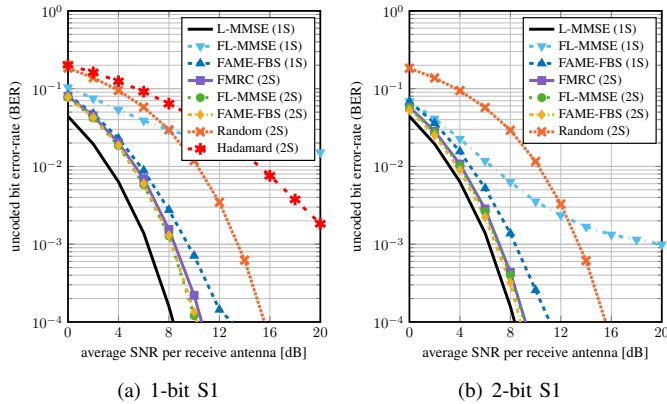 L-MMSE (1S)
FL-MMSE (1S)
FAME-FBS (1S)
FMRC (2S)
FL-MMSE (2S)
FAME-FBS (2S)
Random (2S)
Hadamard (2S)
10^0
10^−1
10^−2
10^−3
10^−4
uncoded bit error-rate (BER)
0 4 8 12 16 20
average SNR per receive antenna [dB]
(a) 1-bit S1
L-MMSE (1S)
FL-MMSE (1S)
FAME-FBS (1S)
FMRC (2S)
FL-MMSE (2S)
FAME-FBS (2S)
Random (2S)
10^0
10^−1
10^−2
10^−3
10^−4
uncoded bit error-rate (BER)
0 4 8 12 16 20
average SNR per receive antenna [dB]
(b) 2-bit S1